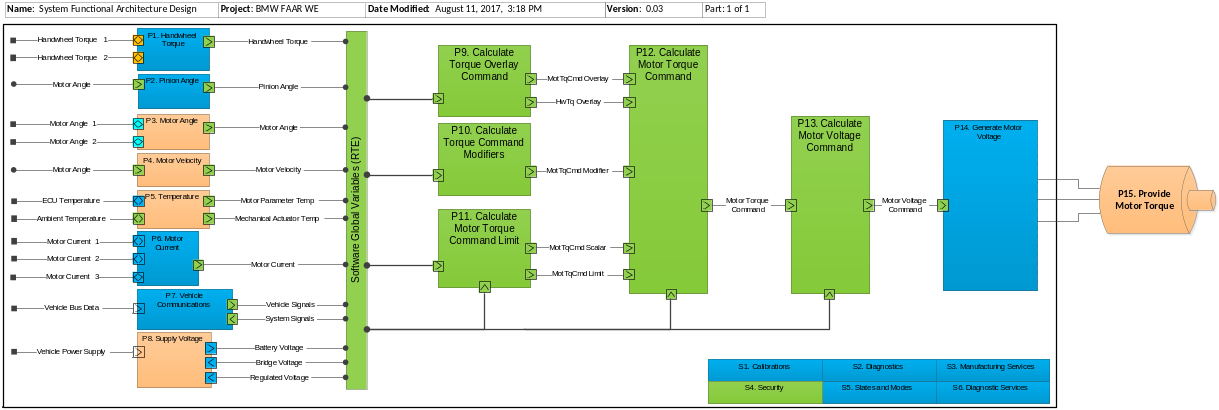 Name: System Functional Architecture Design Project: BMW FAAR WE Date Modified: August 11, 2017, 3:18 PM Version: 0.03 Part: 1 of 1
Handwheel Torque 1
Handwheel Torque 2
P1. Handwheel
Torque
Handwheel Torque
Motor Angle
P2. Pinion Angle
Pinion Angle
Motor Angle 1
Motor Angle 2
P3. Motor Angle
Motor Angle
Motor Angle
P4. Motor Velocity
Motor Velocity
ECU Temperature
Ambient Temperature
P5. Temperature
Motor Parameter Temp
Mechanical Actuator Temp
Motor Current 1
Motor Current 2
Motor Current 3
P6. Motor
Current
Motor Current
Vehicle Bus Data
P7. Vehicle
Communications
Vehicle Signals
System Signals
Vehicle Power Supply
P8. Supply Voltage
Battery Voltage
Bridge Voltage
Regulated Voltage
Software Global Variables (RTE)
P9. Calculate
Torque Overlay
Command
MotTqCmd Overlay
HwTq Overlay
P10. Calculate
Torque Command
Modifiers
MotTqCmd Modifier
P11. Calculate
Motor Torque
Command Limit
MotTqCmd Scalar
MotTqCmd Limit
P12. Calculate
Motor Torque
Command
Motor Torque
Command
P13. Calculate
Motor Voltage
Command
Motor Voltage
Command
P14. Generate Motor
Voltage
P15. Provide
Motor Torque
S1. Calibrations S2. Diagnostics S3. Manufacturing Services
S4. Security S5. States and Modes S6. Diagnostic Services